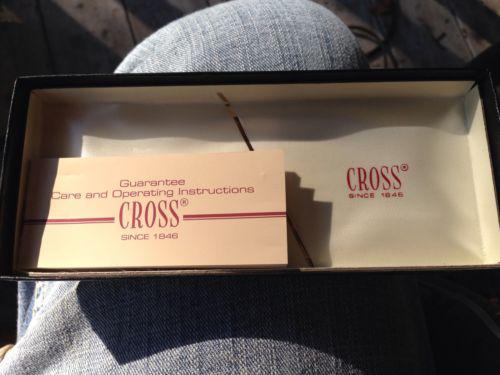 Guarantee
Care and Operating Instructions
CROSS®
SINCE 1846
CROSS®
SINCE 1846